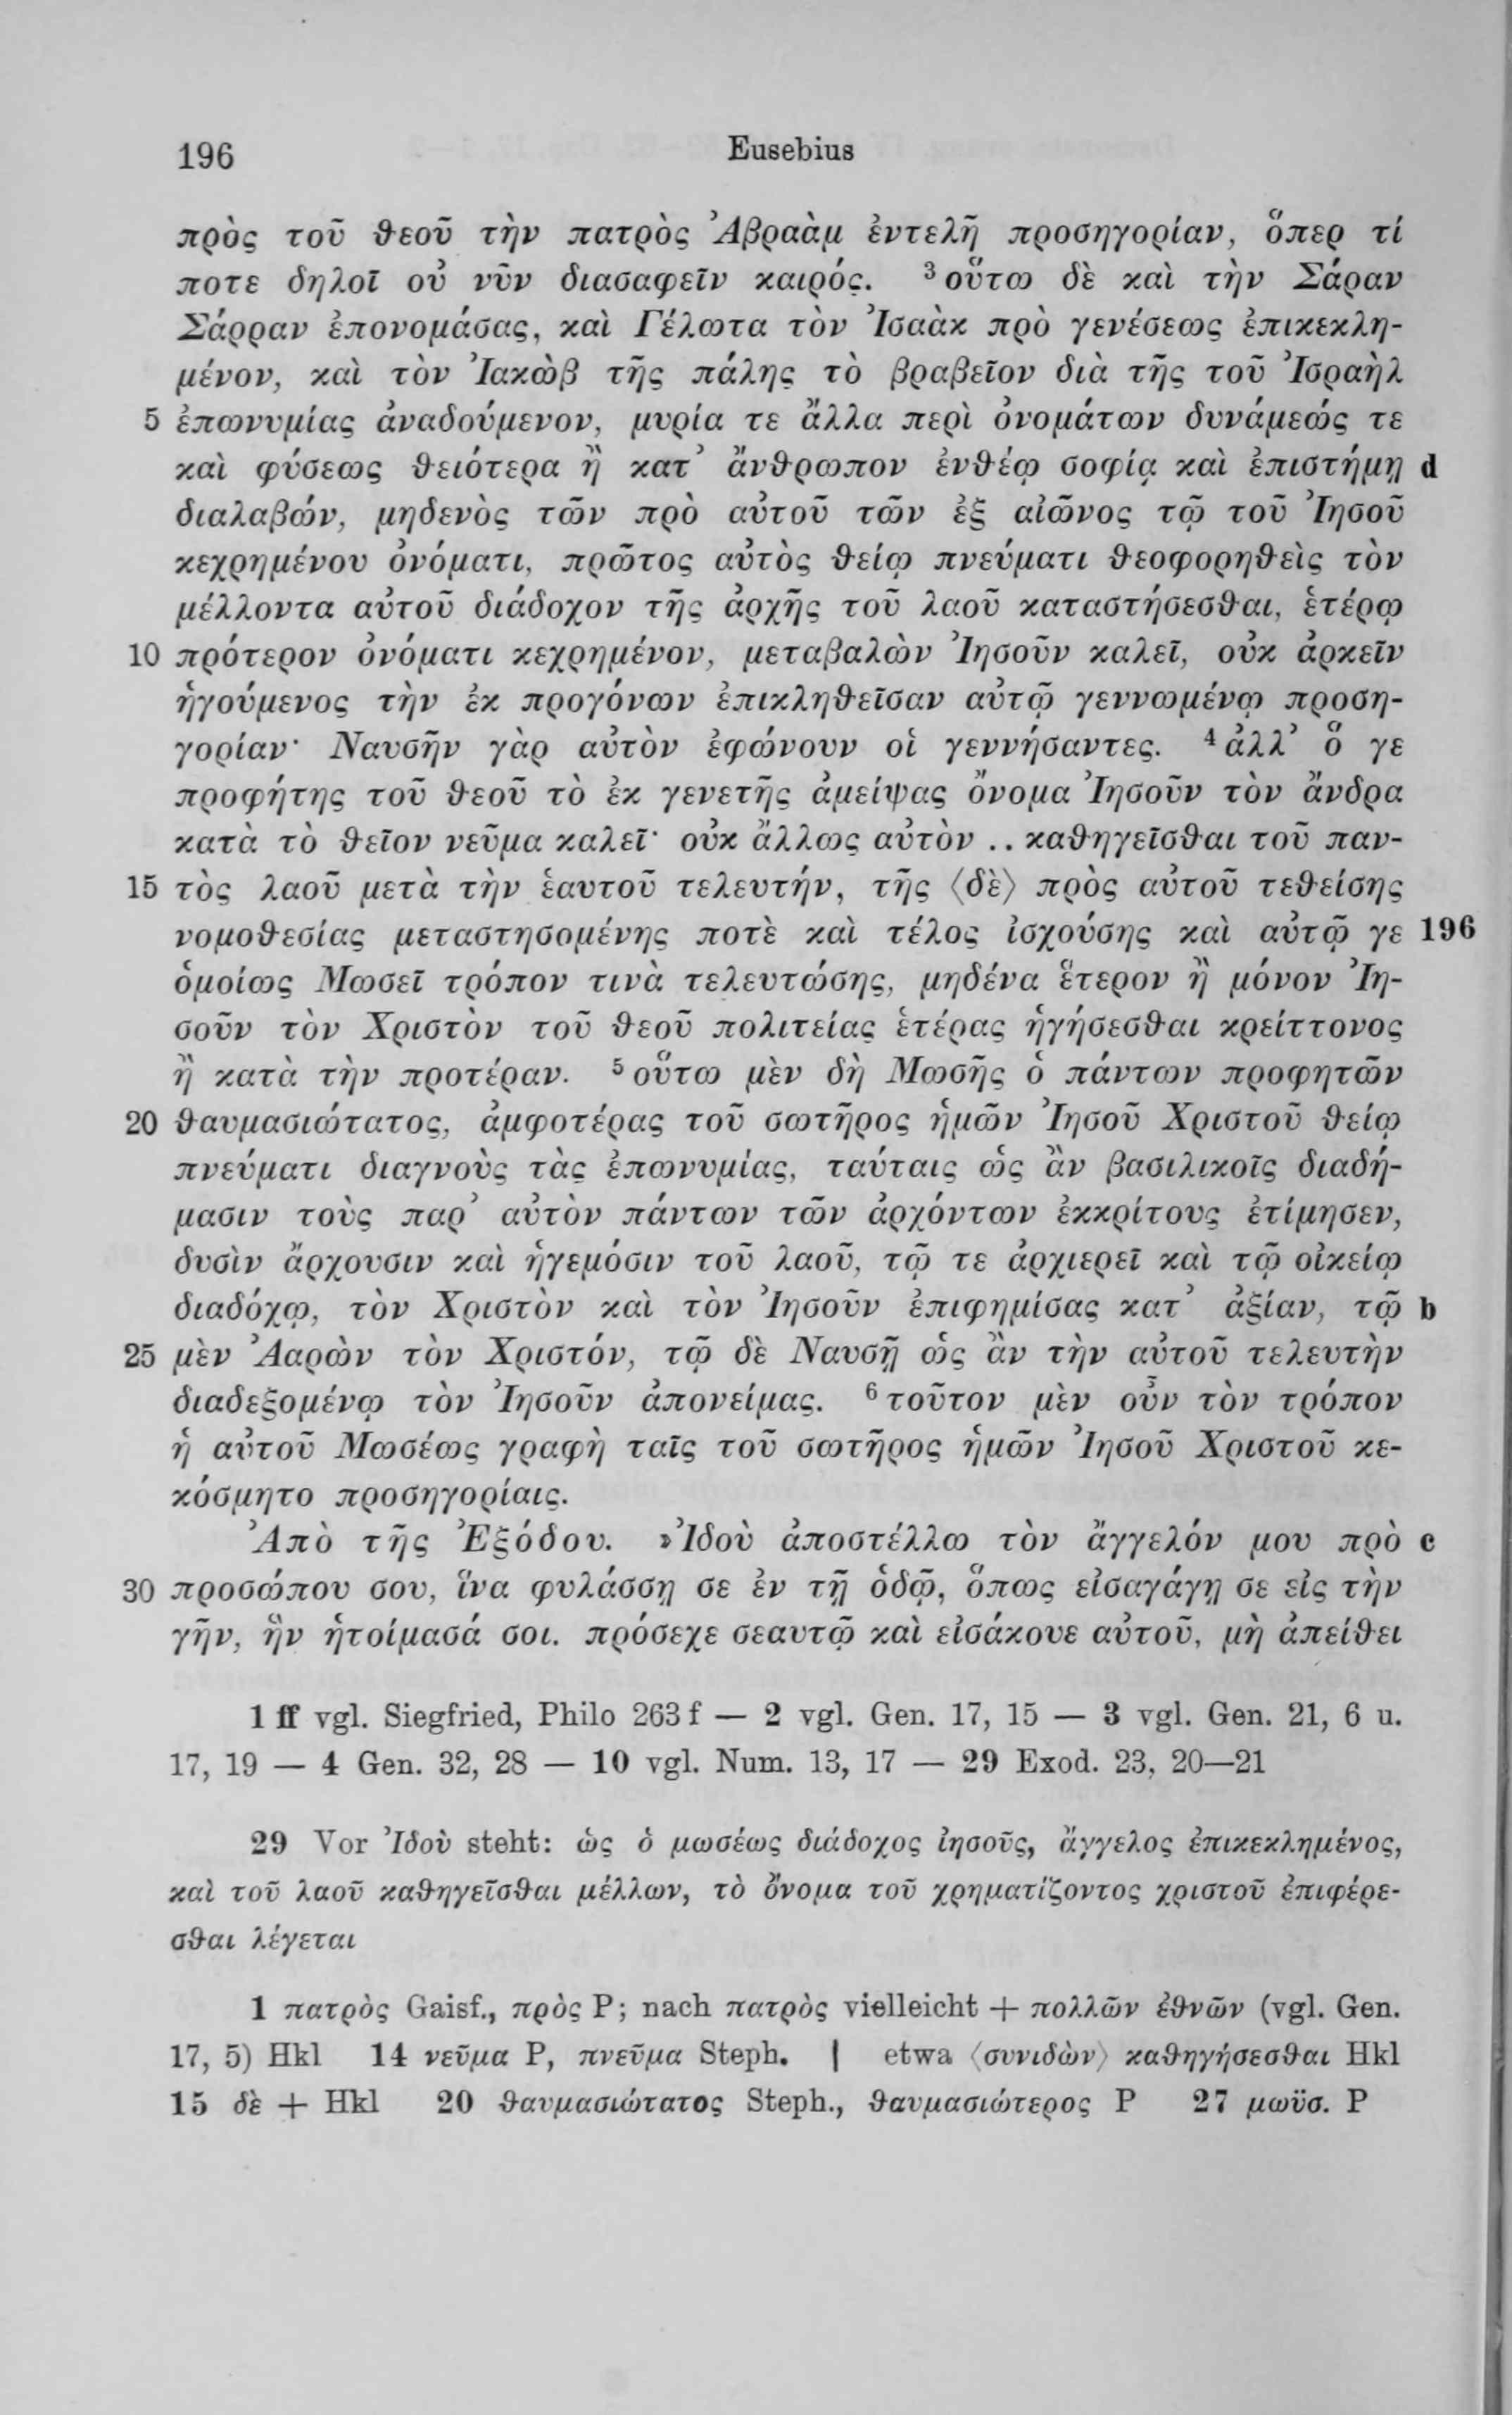 196 Eusebius
πρὸς τοῦ θεοῦ τὴν πατρὸς Ἀβραὰμ ἐντελῆ προσηγορίαν, ὅπερ τί
ποτε δηλοῖ οὐ νῦν διασαφεῖν καιρός. ³ οὕτω δὲ καὶ τὴν Σάραν
Σάρραν ἐπονομάσας, καὶ Γέλωτα τὸν Ἰσαὰκ πρὸ γενέσεως ἐπικεκλη-
μένον, καὶ τὸν Ἰακὼβ τῆς πάλης τὸ βραβεῖον διὰ τῆς τοῦ Ἰσραὴλ
5 ἐπωνυμίας ἀναδούμενον, μυρία τε ἄλλα περὶ ὀνομάτων δυνάμεώς τε
καὶ φύσεως θειότερα ἢ κατ’ ἄνθρωπον ἐνθέῳ σοφίᾳ καὶ ἐπιστήμῃ d
διαλαβών, μηδενὸς τῶν πρὸ αὐτοῦ τῶν ἐξ αἰῶνος τῷ τοῦ Ἰησοῦ
κεχρημένου ὀνόματι, πρῶτος αὐτὸς θείῳ πνεύματι θεοφορηθεὶς τὸν
μέλλοντα αὐτοῦ διάδοχον τῆς ἀρχῆς τοῦ λαοῦ καταστήσεσθαι, ἑτέρῳ
10 πρότερον ὀνόματι κεχρημένον, μεταβαλὼν Ἰησοῦν καλεῖ, οὐκ ἀρκεῖν
ἡγούμενος τὴν ἐκ προγόνων ἐπικληθεῖσαν αὐτῷ γεννωμένῳ προση-
γορίαν· Ναυσῆν γὰρ αὐτὸν ἐφώνουν οἱ γεννήσαντες. ⁴ ἀλλ’ ὅ γε
προφήτης τοῦ θεοῦ τὸ ἐκ γενετῆς ἀμείψας ὄνομα Ἰησοῦν τὸν ἄνδρα
κατὰ τὸ θεῖον νεῦμα καλεῖ· οὐκ ἄλλως αὐτὸν .. καθηγεῖσθαι τοῦ παν-
15 τὸς λαοῦ μετὰ τὴν ἑαυτοῦ τελευτήν, τῆς ⟨δὲ⟩ πρὸς αὐτοῦ τεθείσης
νομοθεσίας μεταστησομένης ποτὲ καὶ τέλος ἰσχούσης καὶ αὐτῷ γε 196
ὁμοίως Μωσεῖ τρόπον τινὰ τελευτώσης, μηδένα ἕτερον ἢ μόνον Ἰη-
σοῦν τὸν Χριστὸν τοῦ θεοῦ πολιτείας ἑτέρας ἡγήσεσθαι κρείττονος
ἢ κατὰ τὴν προτέραν. ⁵ οὕτω μὲν δὴ Μωσῆς ὁ πάντων προφητῶν
20 θαυμασιώτατος, ἀμφοτέρας τοῦ σωτῆρος ἡμῶν Ἰησοῦ Χριστοῦ θείῳ
πνεύματι διαγνοὺς τὰς ἐπωνυμίας, ταύταις ὡς ἂν βασιλικοῖς διαδή-
μασιν τοὺς παρ’ αὐτὸν πάντων τῶν ἀρχόντων ἐκκρίτους ἐτίμησεν,
δυσὶν ἄρχουσιν καὶ ἡγεμόσιν τοῦ λαοῦ, τῷ τε ἀρχιερεῖ καὶ τῷ οἰκείῳ
διαδόχῳ, τὸν Χριστὸν καὶ τὸν Ἰησοῦν ἐπιφημίσας κατ’ ἀξίαν, τῷ b
25 μὲν Ἀαρὼν τὸν Χριστόν, τῷ δὲ Ναυσῇ ὡς ἂν τὴν αὐτοῦ τελευτὴν
διαδεξομένῳ τὸν Ἰησοῦν ἀπονείμας. ⁶ τοῦτον μὲν οὖν τὸν τρόπον
ἡ αὐτοῦ Μωσέως γραφὴ ταῖς τοῦ σωτῆρος ἡμῶν Ἰησοῦ Χριστοῦ κε-
κόσμητο προσηγορίαις.
Ἀπὸ τῆς Ἐξόδου. »Ἰδοὺ ἀποστέλλω τὸν ἄγγελόν μου πρὸ c
30 προσώπου σου, ἵνα φυλάσσῃ σε ἐν τῇ ὁδῷ, ὅπως εἰσαγάγῃ σε εἰς τὴν
γῆν, ἣν ἡτοίμασά σοι. πρόσεχε σεαυτῷ καὶ εἰσάκουε αὐτοῦ, μὴ ἀπείθει
1 ff vgl. Siegfried, Philo 263 f — 2 vgl. Gen. 17, 15 — 3 vgl. Gen. 21, 6 u.
17, 19 — 4 Gen. 32, 28 — 10 vgl. Num. 13, 17 — 29 Exod. 23, 20—21
29 Vor Ἰδοὺ steht: ὡς ὁ μωσέως διάδοχος ἰησοῦς, ἄγγελος ἐπικεκλημένος,
καὶ τοῦ λαοῦ καθηγεῖσθαι μέλλων, τὸ ὄνομα τοῦ χρηματίζοντος χριστοῦ ἐπιφέρε-
σθαι λέγεται
1 πατρὸς Gaisf., πρὸς P; nach πατρὸς vielleicht + πολλῶν ἐθνῶν (vgl. Gen.
17, 5) Hkl 14 νεῦμα P, πνεῦμα Steph. | etwa ⟨συνιδὼν⟩ καθηγήσεσθαι Hkl
15 δὲ + Hkl 20 θαυμασιώτατος Steph., θαυμασιώτερος P 27 μωϋσ. P